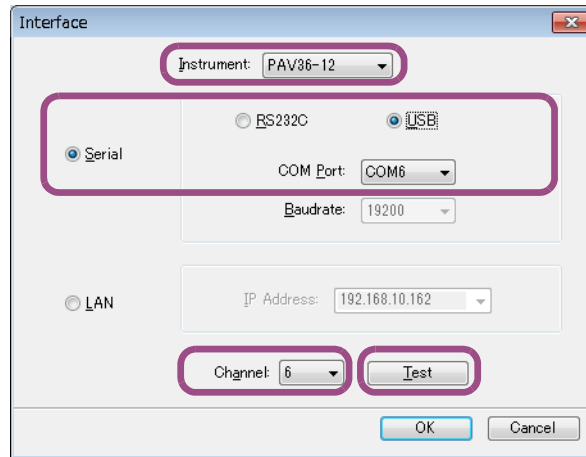 Interface
Instrument: PAV36-12
RS232C USB
Serial
COM Port: COM6
Baudrate: 19200
LAN IP Address: 192.168.10.162
Channel: 6 Test
OK Cancel